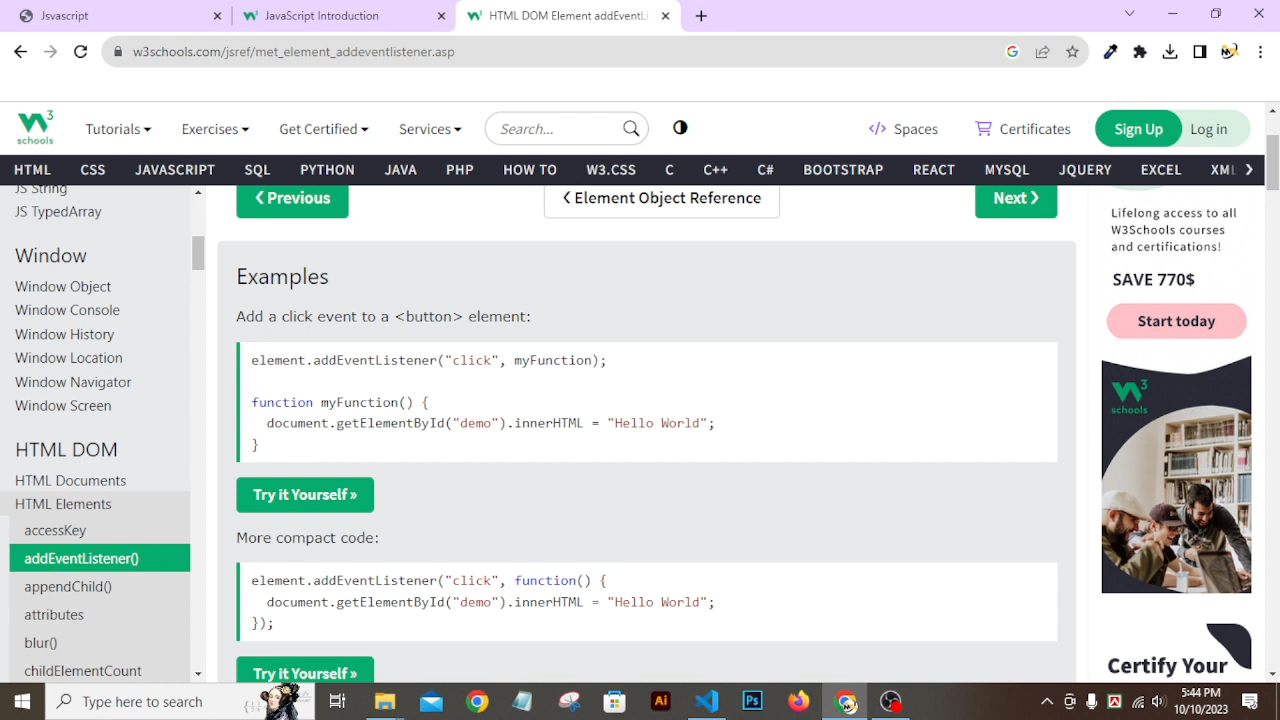 Jsvascript
JavaScript Introduction
HTML DOM Element addEventLi
w3schools.com/jsref/met_element_addeventlistener.asp
W3
schools
Tutorials
Exercises
Get Certified
Services
Search...
Spaces
Certificates
Sign Up
Log in
HTML CSS JAVASCRIPT SQL PYTHON JAVA PHP HOW TO W3.CSS C C++ C# BOOTSTRAP REACT MYSQL JQUERY EXCEL XML
JS String
JS TypedArray
Window
Window Object
Window Console
Window History
Window Location
Window Navigator
Window Screen
HTML DOM
HTML Documents
HTML Elements
accessKey
addEventListener()
appendChild()
attributes
blur()
childElementCount
❮ Previous
❮ Element Object Reference
Next ❯
Examples
Add a click event to a <button> element:
element.addEventListener("click", myFunction);
function myFunction() {
  document.getElementById("demo").innerHTML = "Hello World";
}
Try it Yourself »
More compact code:
element.addEventListener("click", function() {
  document.getElementById("demo").innerHTML = "Hello World";
});
Try it Yourself »
Lifelong access to all
W3Schools courses
and certifications!
SAVE 770$
Start today
W3
schools
Certify Your
Type here to search
Ai
Ps
5:44 PM
10/10/2023